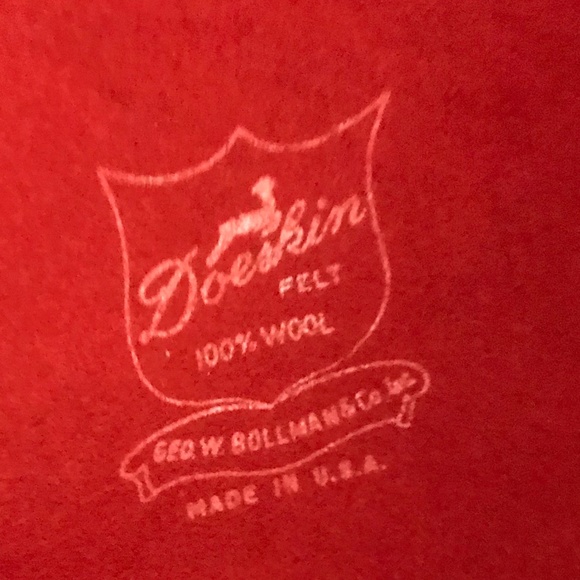 Doeskin
FELT
100% WOOL
GEO. W. BOLLMAN & Co. Inc.
MADE IN U.S.A.